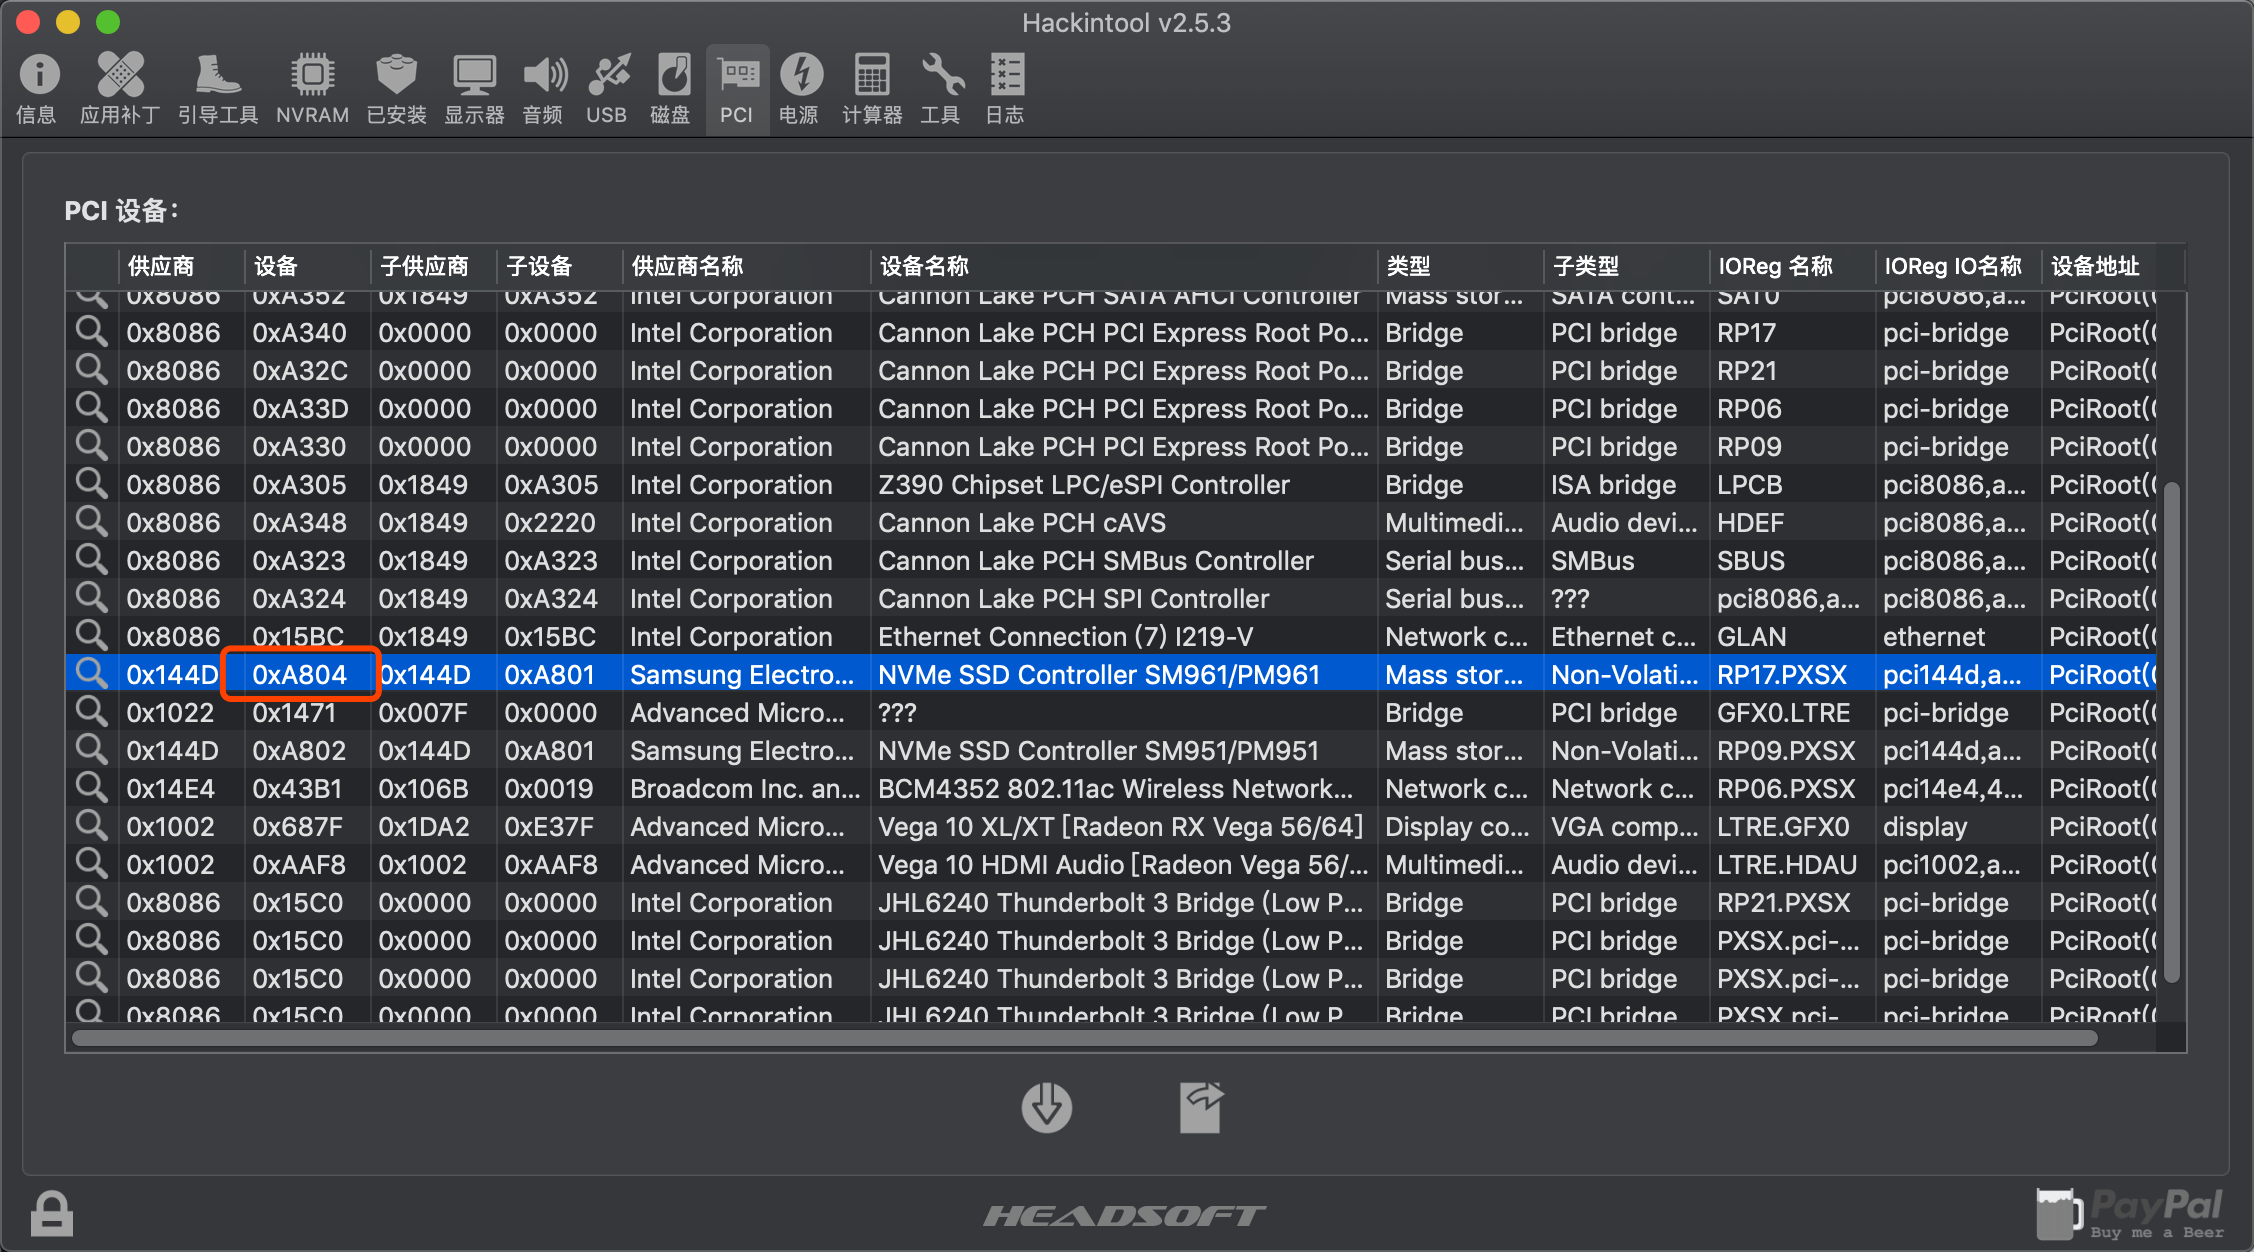 Hackintool v2.5.3
信息 应用补丁 引导工具 NVRAM 已安装 显示器 音频 USB 磁盘 PCI 电源 计算器 工具 日志
PCI 设备:
供应商 设备 子供应商 子设备 供应商名称 设备名称 类型 子类型 IOReg 名称 IOReg IO名称 设备地址
0x8086 0xA352 0x1849 0xA352 Intel Corporation Cannon Lake PCH SATA AHCI Controller Mass stor... SATA cont... SAT0 pci8086,a... PciRoot(
0x8086 0xA340 0x0000 0x0000 Intel Corporation Cannon Lake PCH PCI Express Root Po... Bridge PCI bridge RP17 pci-bridge PciRoot(
0x8086 0xA32C 0x0000 0x0000 Intel Corporation Cannon Lake PCH PCI Express Root Po... Bridge PCI bridge RP21 pci-bridge PciRoot(
0x8086 0xA33D 0x0000 0x0000 Intel Corporation Cannon Lake PCH PCI Express Root Po... Bridge PCI bridge RP06 pci-bridge PciRoot(
0x8086 0xA330 0x0000 0x0000 Intel Corporation Cannon Lake PCH PCI Express Root Po... Bridge PCI bridge RP09 pci-bridge PciRoot(
0x8086 0xA305 0x1849 0xA305 Intel Corporation Z390 Chipset LPC/eSPI Controller Bridge ISA bridge LPCB pci8086,a... PciRoot(
0x8086 0xA348 0x1849 0x2220 Intel Corporation Cannon Lake PCH cAVS Multimedi... Audio devi... HDEF pci8086,a... PciRoot(
0x8086 0xA323 0x1849 0xA323 Intel Corporation Cannon Lake PCH SMBus Controller Serial bus... SMBus SBUS pci8086,a... PciRoot(
0x8086 0xA324 0x1849 0xA324 Intel Corporation Cannon Lake PCH SPI Controller Serial bus... ??? pci8086,a... pci8086,a... PciRoot(
0x8086 0x15BC 0x1849 0x15BC Intel Corporation Ethernet Connection (7) I219-V Network c... Ethernet c... GLAN ethernet PciRoot(
0x144D 0xA804 0x144D 0xA801 Samsung Electro... NVMe SSD Controller SM961/PM961 Mass stor... Non-Volati... RP17.PXSX pci144d,a... PciRoot(
0x1022 0x1471 0x007F 0x0000 Advanced Micro... ??? Bridge PCI bridge GFX0.LTRE pci-bridge PciRoot(
0x144D 0xA802 0x144D 0xA801 Samsung Electro... NVMe SSD Controller SM951/PM951 Mass stor... Non-Volati... RP09.PXSX pci144d,a... PciRoot(
0x14E4 0x43B1 0x106B 0x0019 Broadcom Inc. an... BCM4352 802.11ac Wireless Network... Network c... Network c... RP06.PXSX pci14e4,4... PciRoot(
0x1002 0x687F 0x1DA2 0xE37F Advanced Micro... Vega 10 XL/XT [Radeon RX Vega 56/64] Display co... VGA comp... LTRE.GFX0 display PciRoot(
0x1002 0xAAF8 0x1002 0xAAF8 Advanced Micro... Vega 10 HDMI Audio [Radeon Vega 56/... Multimedi... Audio devi... LTRE.HDAU pci1002,a... PciRoot(
0x8086 0x15C0 0x0000 0x0000 Intel Corporation JHL6240 Thunderbolt 3 Bridge (Low P... Bridge PCI bridge RP21.PXSX pci-bridge PciRoot(
0x8086 0x15C0 0x0000 0x0000 Intel Corporation JHL6240 Thunderbolt 3 Bridge (Low P... Bridge PCI bridge PXSX.pci-... pci-bridge PciRoot(
0x8086 0x15C0 0x0000 0x0000 Intel Corporation JHL6240 Thunderbolt 3 Bridge (Low P... Bridge PCI bridge PXSX.pci-... pci-bridge PciRoot(
0x8086 0x15C0 0x0000 0x0000 Intel Corporation JHL6240 Thunderbolt 3 Bridge (Low P Bridge PCI bridge PXSX.pci- pci-bridge PciRoot(
HEADSOFT
PayPal
Buy me a Beer